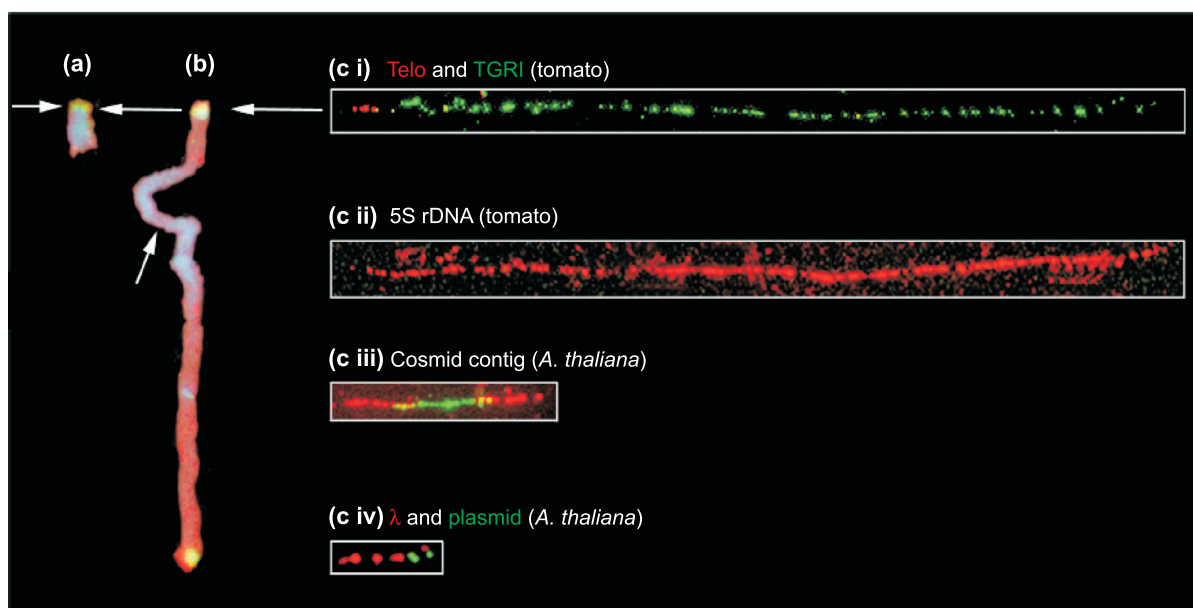 (a)
(b)
(c i) Telo and TGRI (tomato)
(c ii) 5S rDNA (tomato)
(c iii) Cosmid contig (A. thaliana)
(c iv) λ and plasmid (A. thaliana)